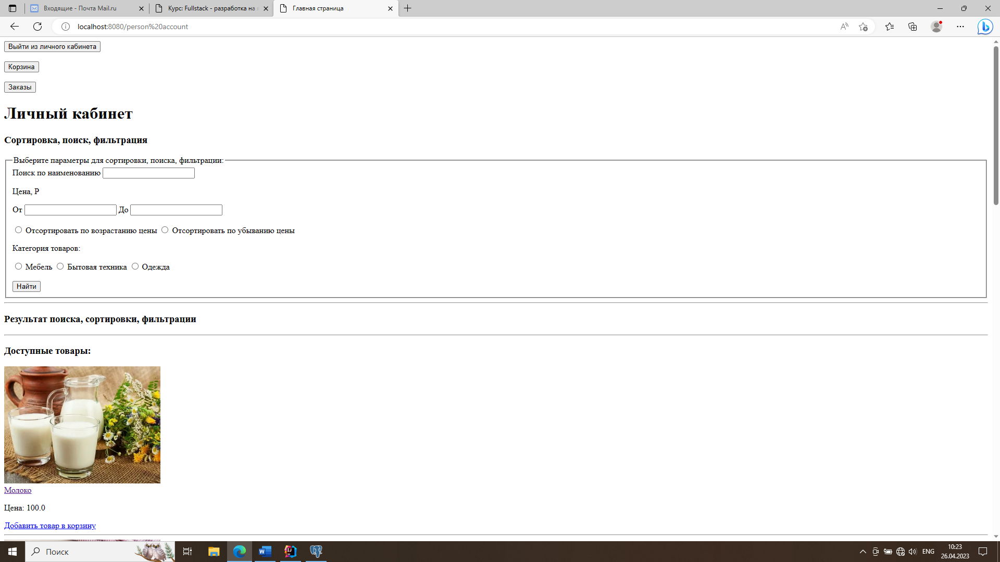 Входящие - Почта Mail.ru
Курс: Fullstack - разработка на
Главная страница
localhost:8080/person%20account
Выйти из личного кабинета
Корзина
Заказы
Личный кабинет
Сортировка, поиск, фильтрация
Выберите параметры для сортировки, поиска, фильтрации:
Поиск по наименованию
Цена, Р
От До
Отсортировать по возрастанию цены Отсортировать по убыванию цены
Категория товаров:
Мебель Бытовая техника Одежда
Найти
Результат поиска, сортировки, фильтрации
Доступные товары:
Молоко
Цена: 100.0
Добавить товар в корзину
Поиск
ENG
10:23
26.04.2023